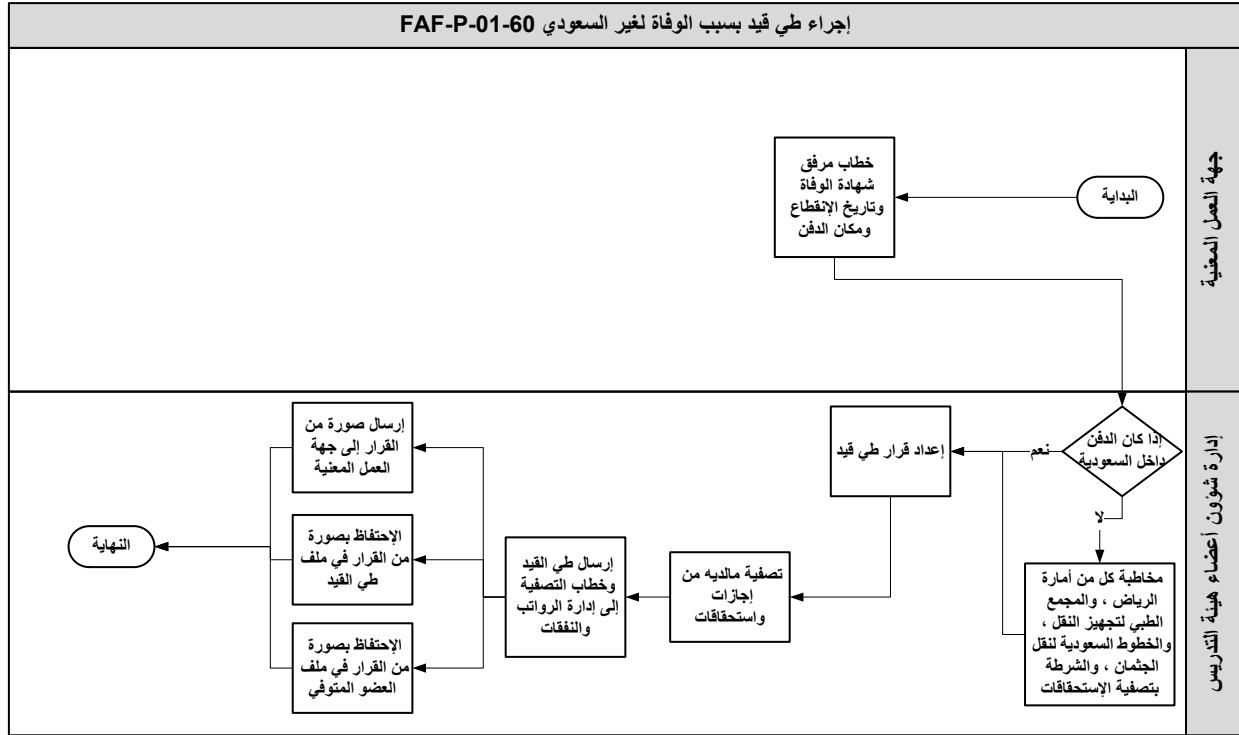 إجراء طي قيد بسبب الوفاة لغير السعودي FAF-P-01-60
جهة العمل المعنية
البداية
خطاب مرفق
شهادة الوفاة
وتاريخ الإنقطاع
ومكان الدفن
إدارة شؤون أعضاء هيئة التدريس
إذا كان الدفن
داخل السعودية
نعم
لا
مخاطبة كل من أمارة
الرياض ، والمجمع
الطبي لتجهيز النقل ،
والخطوط السعودية لنقل
الجثمان ، والشرطة
بتصفية الإستحقاقات
إعداد قرار طي قيد
تصفية مالديه من
إجازات
واستحقاقات
إرسال طي القيد
وخطاب التصفية
إلى إدارة الرواتب
والنفقات
إرسال صورة من
القرار إلى جهة
العمل المعنية
الإحتفاظ بصورة
من القرار في ملف
طي القيد
الإحتفاظ بصورة
من القرار في ملف
العضو المتوفي
النهاية